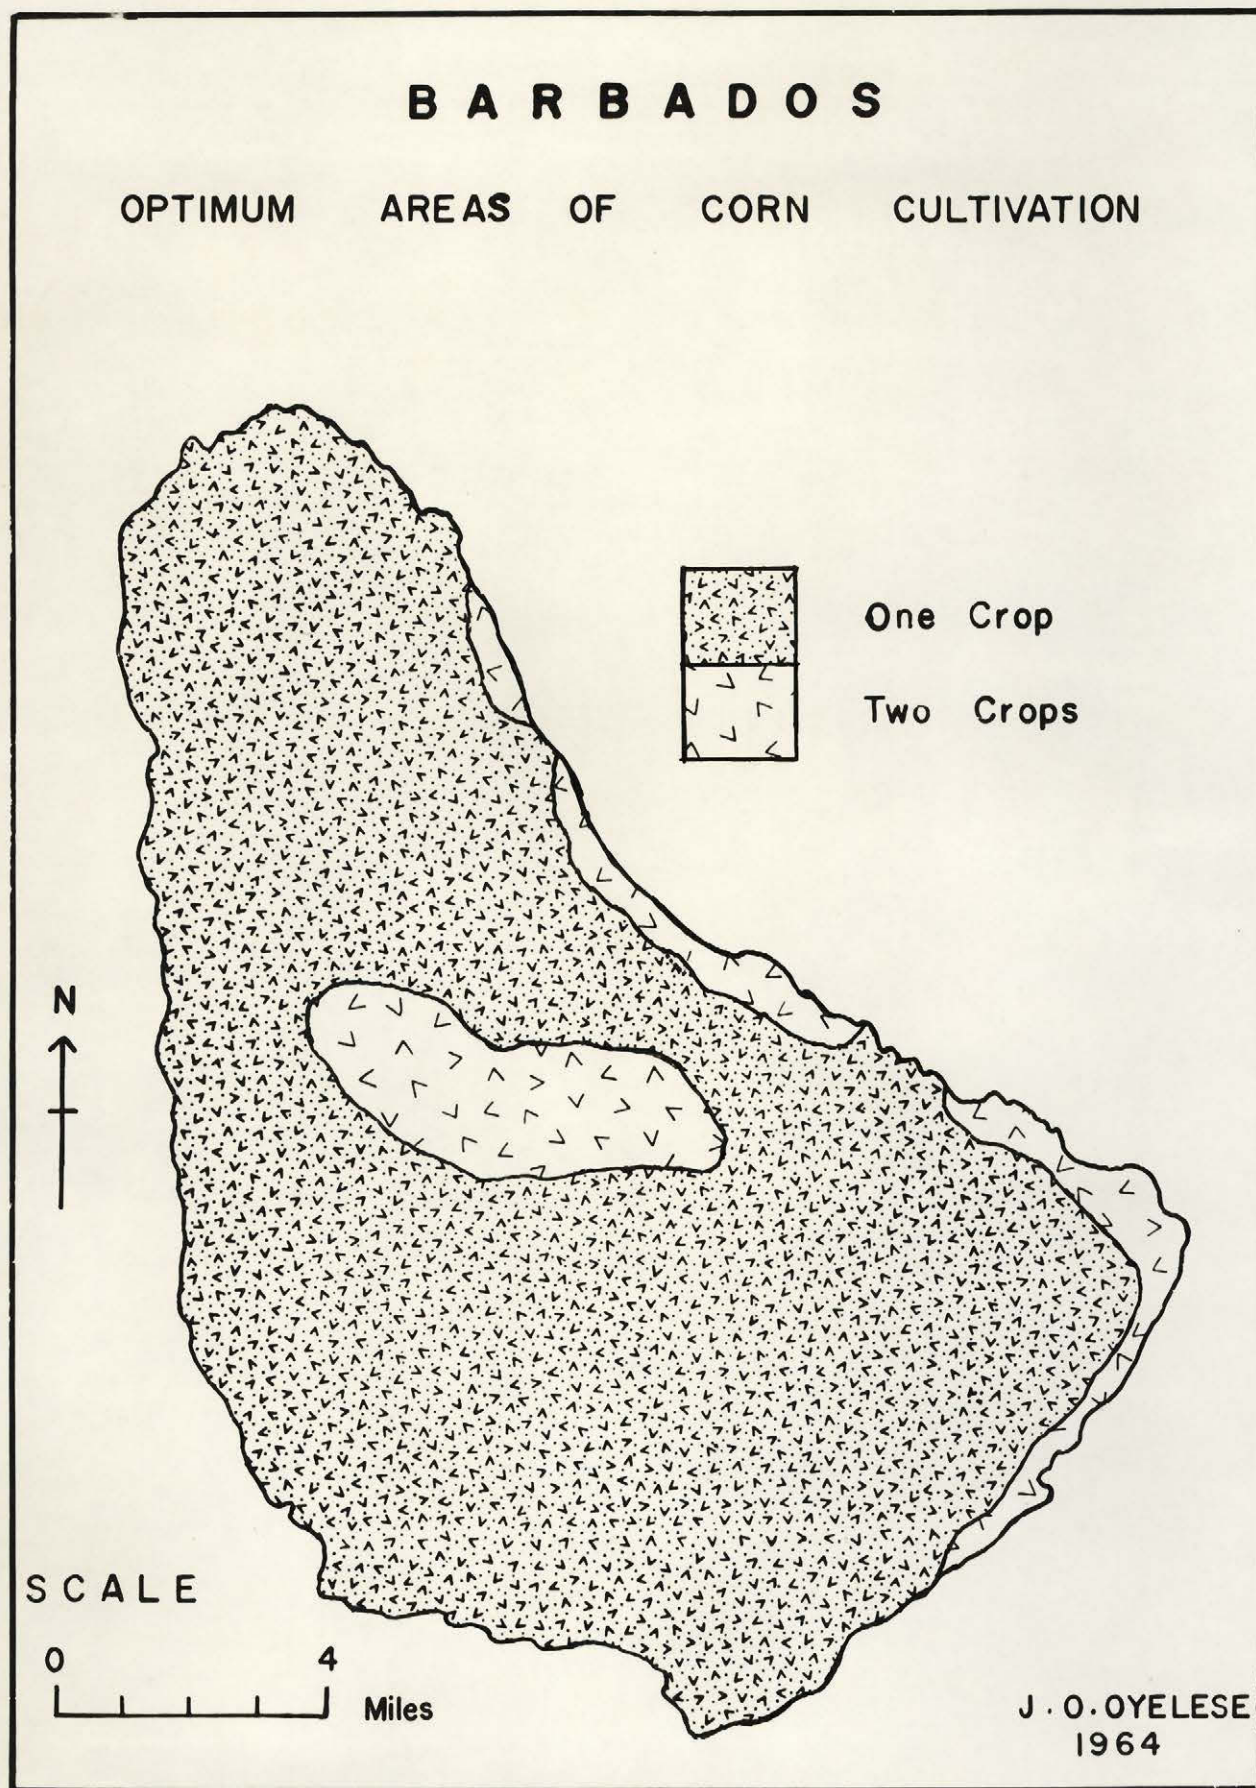 BARBADOS
OPTIMUM AREAS OF CORN CULTIVATION
One Crop
Two Crops
N
SCALE
0 4
Miles
J.O.OYELESE
1964